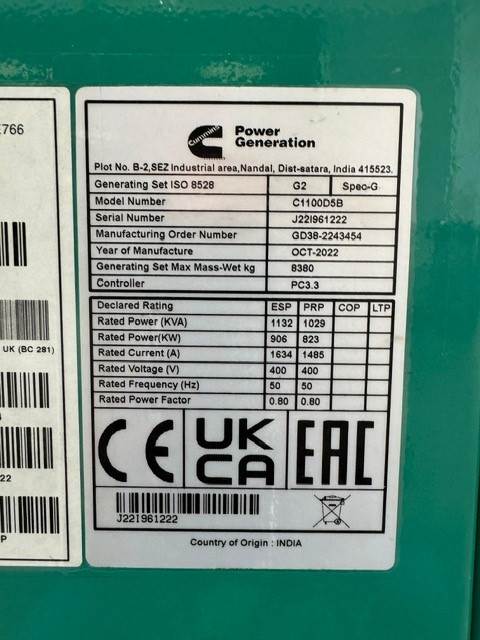 :766
UK (BC 281)
22
P
Cummins
Power
Generation
Plot No. B-2,SEZ Industrial area,Nandal, Dist-satara, India 415523.
Generating Set ISO 8528 G2 Spec-G
Model Number C1100D5B
Serial Number J22I961222
Manufacturing Order Number GD38-2243454
Year of Manufacture OCT-2022
Generating Set Max Mass-Wet kg 8380
Controller PC3.3
Declared Rating ESP PRP COP LTP
Rated Power (KVA) 1132 1029
Rated Power(KW) 906 823
Rated Current (A) 1634 1485
Rated Voltage (V) 400 400
Rated Frequency (Hz) 50 50
Rated Power Factor 0.80 0.80
CE UK CA EAC
J22I961222
Country of Origin : INDIA